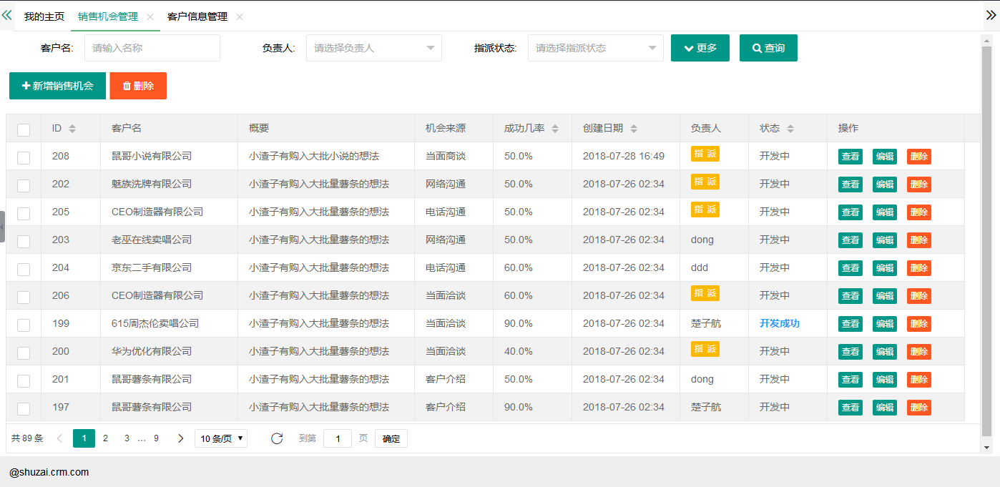 我的主页 销售机会管理 客户信息管理
客户名: 请输入名称 负责人: 请选择负责人 指派状态: 请选择指派状态 更多 查询
新增销售机会 删除
ID 客户名 概要 机会来源 成功几率 创建日期 负责人 状态 操作
208 鼠哥小说有限公司 小渣子有购入大批小说的想法 当面商谈 50.0% 2018-07-28 16:49 指 派 开发中 查看 编辑 删除
202 魅族洗牌有限公司 小渣子有购入大批量薯条的想法 网络沟通 50.0% 2018-07-26 02:34 指 派 开发中 查看 编辑 删除
205 CEO制造器有限公司 小渣子有购入大批量薯条的想法 电话沟通 50.0% 2018-07-26 02:34 指 派 开发中 查看 编辑 删除
203 老巫在线卖唱公司 小渣子有购入大批量薯条的想法 网络沟通 50.0% 2018-07-26 02:34 dong 开发中 查看 编辑 删除
204 京东二手有限公司 小渣子有购入大批量薯条的想法 电话沟通 60.0% 2018-07-26 02:34 ddd 开发中 查看 编辑 删除
206 CEO制造器有限公司 小渣子有购入大批量薯条的想法 当面洽谈 60.0% 2018-07-26 02:34 指 派 开发中 查看 编辑 删除
199 615周杰伦卖唱公司 小渣子有购入大批量薯条的想法 当面洽谈 90.0% 2018-07-26 02:34 楚子航 开发成功 查看 编辑 删除
200 华为优化有限公司 小渣子有购入大批量薯条的想法 当面洽谈 40.0% 2018-07-26 02:34 指 派 开发中 查看 编辑 删除
201 鼠哥薯条有限公司 小渣子有购入大批量薯条的想法 客户介绍 50.0% 2018-07-26 02:34 dong 开发中 查看 编辑 删除
197 鼠哥薯条有限公司 小渣子有购入大批量薯条的想法 客户介绍 90.0% 2018-07-26 02:34 楚子航 开发中 查看 编辑 删除
共 89 条 1 2 3 ... 9 10 条/页 到第 1 页 确定
@shuzai.crm.com